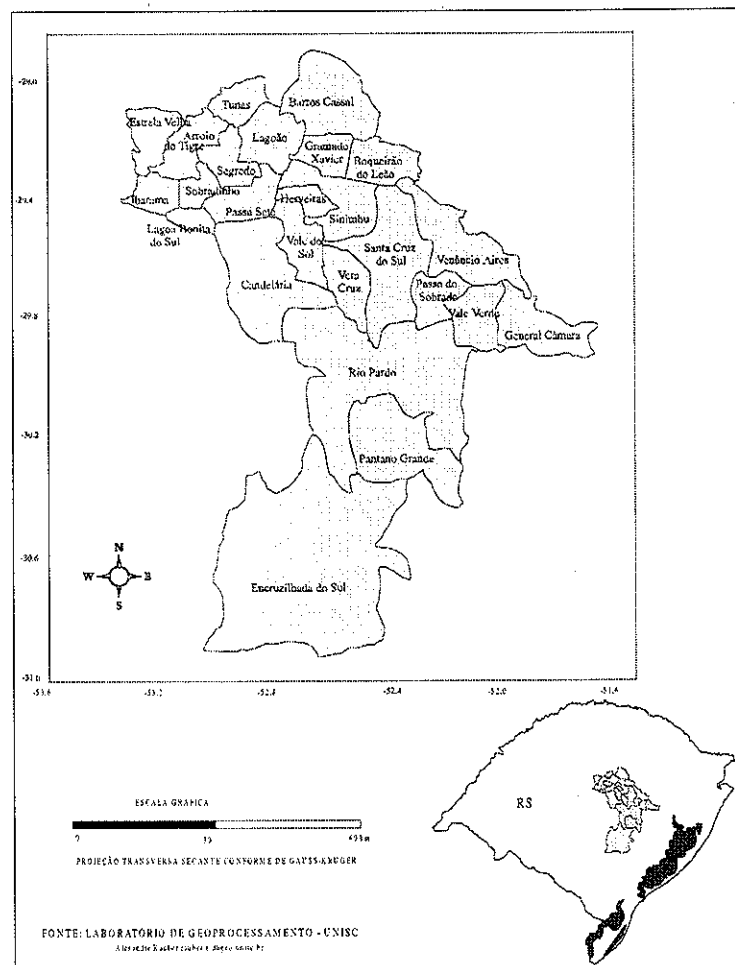 -29.0
Tunas
Barros Cassal
Estrela Velha
Arroio
do Tigre
Lagoão
Gramado
Xavier
Boqueirão
do Leão
Segredo
-29.4
Ibarama
Sobradinho
Passa Sete
Herveiras
Sinimbu
Lagoa Bonita
do Sul
Vale do
Sol
Santa Cruz
do Sul
Venâncio Aires
Candelária
Vera
Cruz
Passo do
Sobrado
Vale Verde
-29.8
General Câmara
Rio Pardo
-30.2
Pantano Grande
-30.6
N
W
E
S
Encruzilhada do Sul
-31.0
-53.6
-53.2
-52.8
-52.4
-52.0
-51.6
RS
ESCALA GRÁFICA
PROJEÇÃO TRANSVERSA SECANTE CONFORME DE GAUSS-KRUGER
FONTE: LABORATÓRIO DE GEOPROCESSAMENTO - UNISC